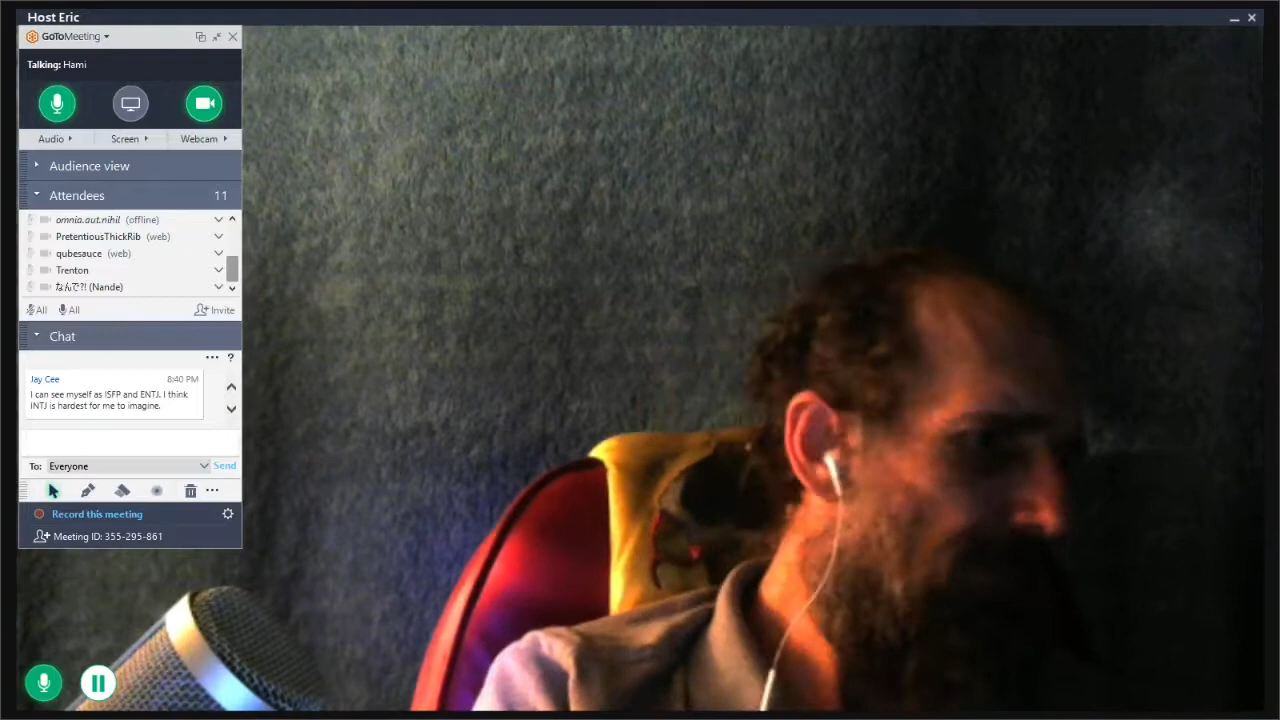 Host Eric
GoToMeeting
Talking: Hami
Audio
Screen
Webcam
Audience view
Attendees 11
omnia.aut.nihil (offline)
PretentiousThickRib (web)
qubesauce (web)
Trenton
なんで?! (Nande)
All All Invite
Chat
... ?
Jay Cee 8:40 PM
I can see myself as ISFP and ENTJ. I think
INTJ is hardest for me to imagine.
To: Everyone Send
Record this meeting
Meeting ID: 355-295-861